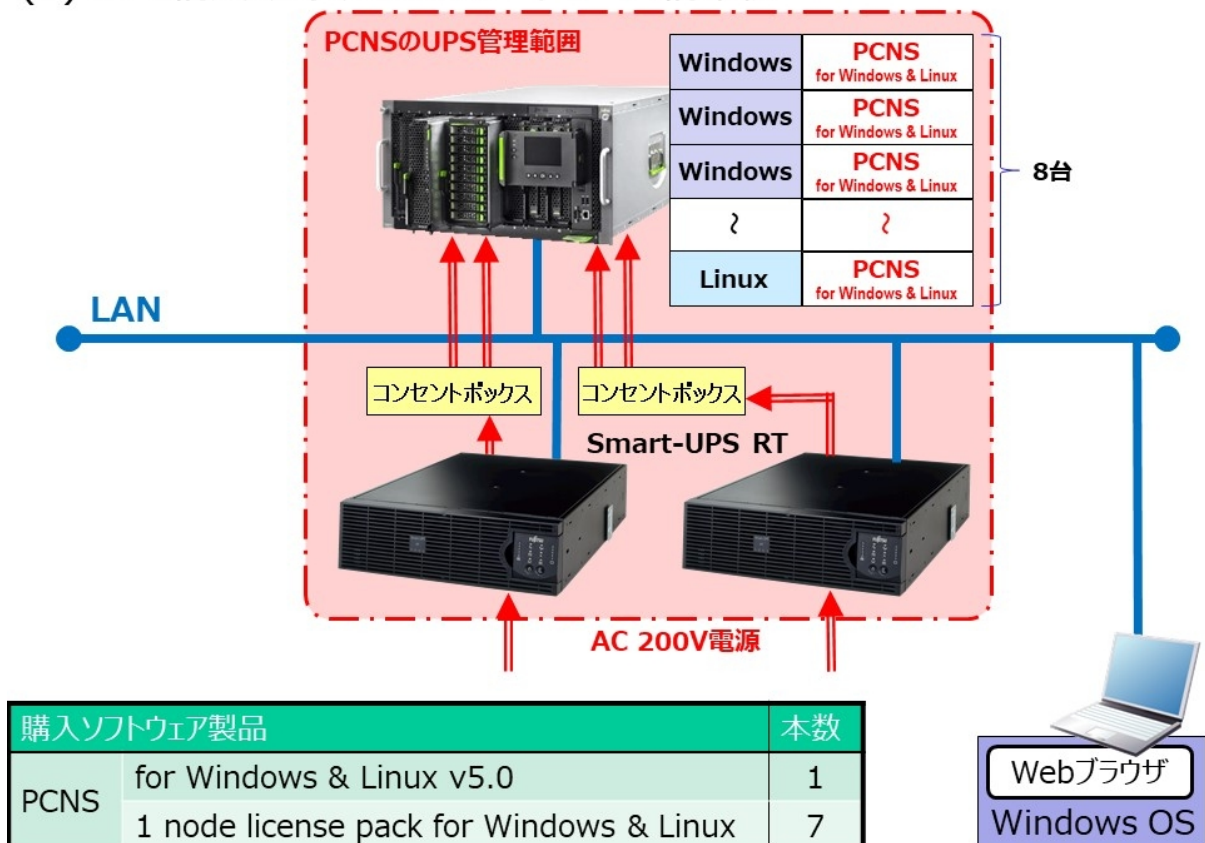 PCNSのUPS管理範囲
Windows
PCNS
for Windows & Linux
Windows
PCNS
for Windows & Linux
Windows
PCNS
for Windows & Linux
~
~
Linux
PCNS
for Windows & Linux
8台
LAN
コンセントボックス
コンセントボックス
Smart-UPS RT
AC 200V電源
購入ソフトウェア製品 本数
PCNS
for Windows & Linux v5.0 1
1 node license pack for Windows & Linux 7
Webブラウザ
Windows OS